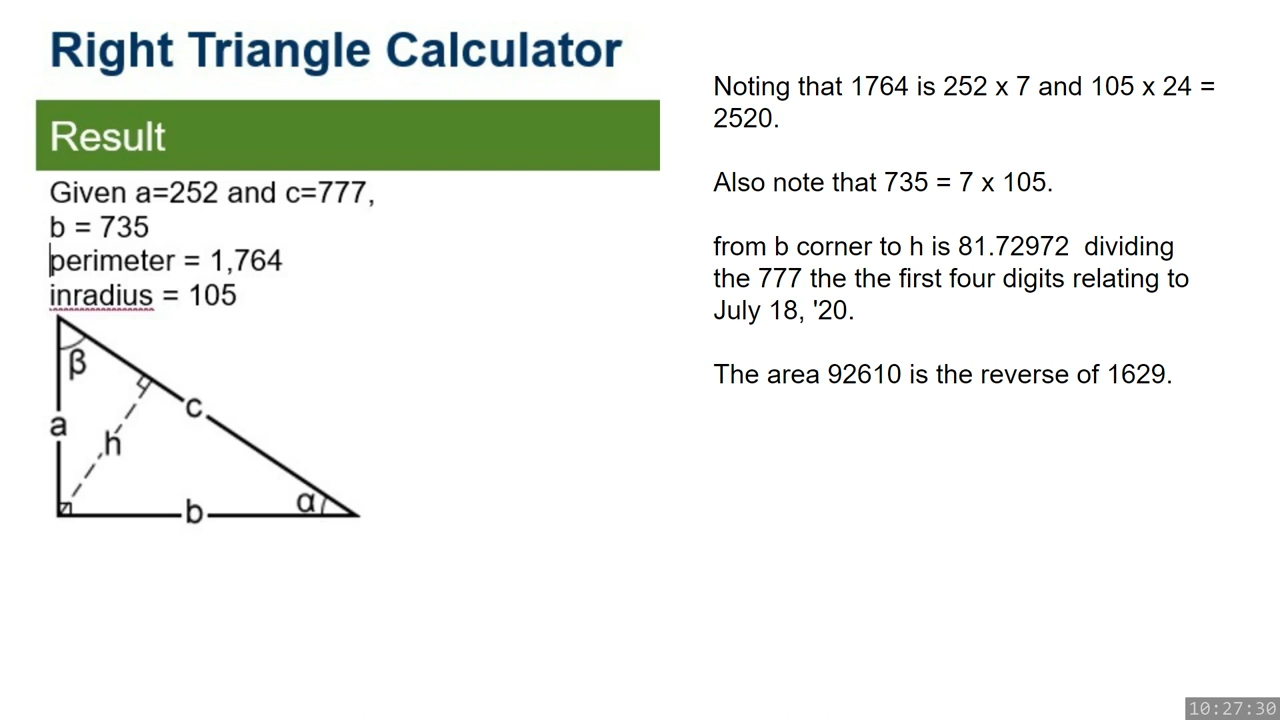 Right Triangle Calculator
Result
Given a=252 and c=777,
b = 735
perimeter = 1,764
inradius = 105
β
a
h
c
b
α
Noting that 1764 is 252 x 7 and 105 x 24 =
2520.
Also note that 735 = 7 x 105.
from b corner to h is 81.72972  dividing
the 777 the the first four digits relating to
July 18, '20.
The area 92610 is the reverse of 1629.
10:27:30